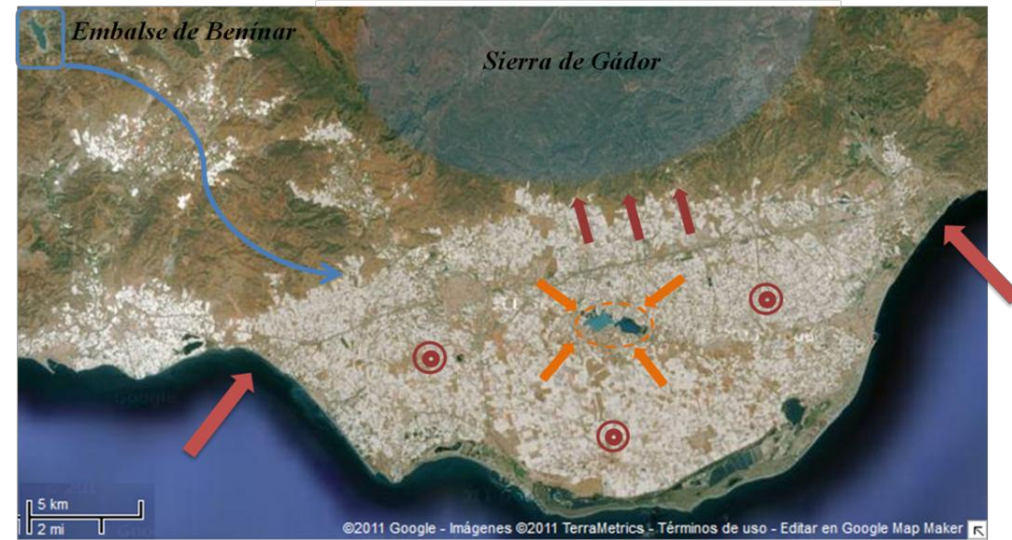 Embalse de Benínar
Sierra de Gádor
Google
5 km
2 mi
©2011 Google - Imágenes ©2011 TerraMetrics - Términos de uso - Editar en Google Map Maker